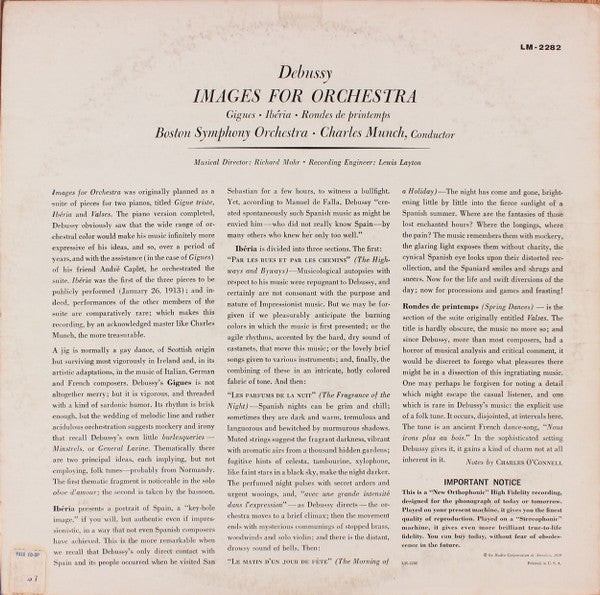 LM-2282
Debussy
IMAGES FOR ORCHESTRA
Gigues • Ibéria • Rondes de printemps
Boston Symphony Orchestra • Charles Munch, Conductor
Musical Director: Richard Mohr • Recording Engineer: Lewis Layton
Images for Orchestra was originally planned as a
suite of pieces for two pianos, titled Gigue triste,
Ibéria and Valses. The piano version completed,
Debussy obviously saw that the wide range of or-
chestral color would make his music infinitely more
expressive of his ideas, and so, over a period of
years, and with the assistance (in the case of Gigues)
of his friend André Caplet, he orchestrated the
suite. Ibéria was the first of the three pieces to be
publicly performed (January 26, 1913); and in-
deed, performances of the other members of the
suite are comparatively rare; which makes this
recording, by an acknowledged master like Charles
Munch, the more treasurable.
A jig is normally a gay dance, of Scottish origin
but surviving most vigorously in Ireland and, in its
artistic adaptations, in the music of Italian, German
and French composers. Debussy's Gigues is not
altogether merry; but it is vigorous, and threaded
with a kind of sardonic humor. Its rhythm is brisk
enough, but the wedding of melodic line and rather
acidulous orchestration suggests mockery and irony
that recall Debussy's own little burlesqueries—
Minstrels, or General Lavine. Thematically there
are two principal ideas, each implying, but not
employing, folk tunes—probably from Normandy.
The first thematic fragment is noticeable in the solo
oboe d'amour; the second is taken by the bassoon.
Ibéria presents a portrait of Spain, a "key-hole
image," if you will, but authentic even if impres-
sionistic, in a way that not even Spanish composers
have achieved. This is the more remarkable when
we recall that Debussy's only direct contact with
Spain and its people occurred when he visited San
Sebastian for a few hours, to witness a bullfight.
Yet, according to Manuel de Falla, Debussy "cre-
ated spontaneously such Spanish music as might be
envied him—who did not really know Spain—by
many others who knew her only too well."
Ibéria is divided into three sections. The first:
"PAR LES RUES ET PAR LES CHEMINS" (The High-
ways and Byways)—Musicological autopsies with
respect to his music were repugnant to Debussy, and
certainly are not consonant with the purpose and
nature of Impressionist music. But we may be for-
given if we pleasurably anticipate the burning
colors in which the music is first presented; or the
agile rhythms, accented by the hard, dry sound of
castanets, that move this music; or the lovely brief
songs given to various instruments; and, finally, the
combining of these in an intricate, hotly colored
fabric of tone. And then:
"LES PARFUMS DE LA NUIT" (The Fragrance of the
Night)—Spanish nights can be grim and chill;
sometimes they are dark and warm, tremulous and
languorous and bewitched by murmurous shadows.
Muted strings suggest the fragrant darkness, vibrant
with aromatic airs from a thousand hidden gardens;
fugitive hints of celesta, tambourine, xylophone,
like faint stars in a black sky, make the night darker.
The perfumed night pulses with secret ardors and
urgent wooings, and, "avec une grande intensité
dans l'expression"—as Debussy directs—the or-
chestra moves to a brief climax; then the movement
ends with mysterious commenings of stopped brass,
woodwinds and solo violin; and there is the distant,
drowsy sound of bells. Then:
"LE MATIN D'UN JOUR DE FÊTE" (The Morning of
a Holiday)—The night has come and gone, bright-
ening little by little into the fierce sunlight of a
Spanish summer. Where are the fantasies of those
lost enchanted hours? Where the longings, where
the pain? The music remembers them with mockery,
the glaring light exposes them without charity, the
cynical Spanish eye looks upon their distorted rec-
ollection, and the Spaniard smiles and shrugs and
sneers. Now for the life and swift diversions of the
day; now for processions and games and feasting!
Rondes de printemps (Spring Dances)—is the
section of the suite originally entitled Valses. The
title is hardly obscure, the music no more so; and
since Debussy, more than most composers, had a
horror of musical analysis and critical comment, it
would be discreet to forego what pleasures there
might be in a dissection of this ingratiating music.
One may perhaps be forgiven for noting a detail
which might escape the casual listener, and one
which is rare in Debussy's music: the explicit use
of a folk tune. It occurs, disjointed, at intervals here.
The tune is an ancient French dance-song, "Nous
irons plus au bois." In the sophisticated setting
Debussy gives it, it gains a kind of charm not at all
inherent in it.
Notes by CHARLES O'CONNELL
IMPORTANT NOTICE
This is a "New Orthophonic" High Fidelity recording,
designed for the phonograph of today or tomorrow.
Played on your present machine, it gives you the finest
quality of reproduction. Played on a "Stereophonic"
machine, it gives even more brilliant true-to-life
fidelity. You can buy today, without fear of obsoles-
cence in the future.
© by Radio Corporation of America, 1959
LM-2282
Printed in U.S.A.